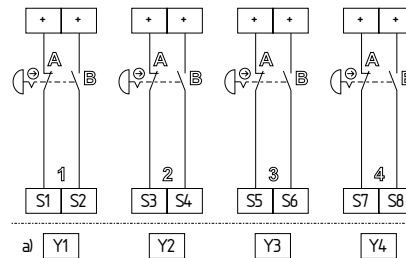 + + + + + + + +
A A A A
B B B B
1 2 3 4
S1 S2 S3 S4 S5 S6 S7 S8
a) Y1 Y2 Y3 Y4